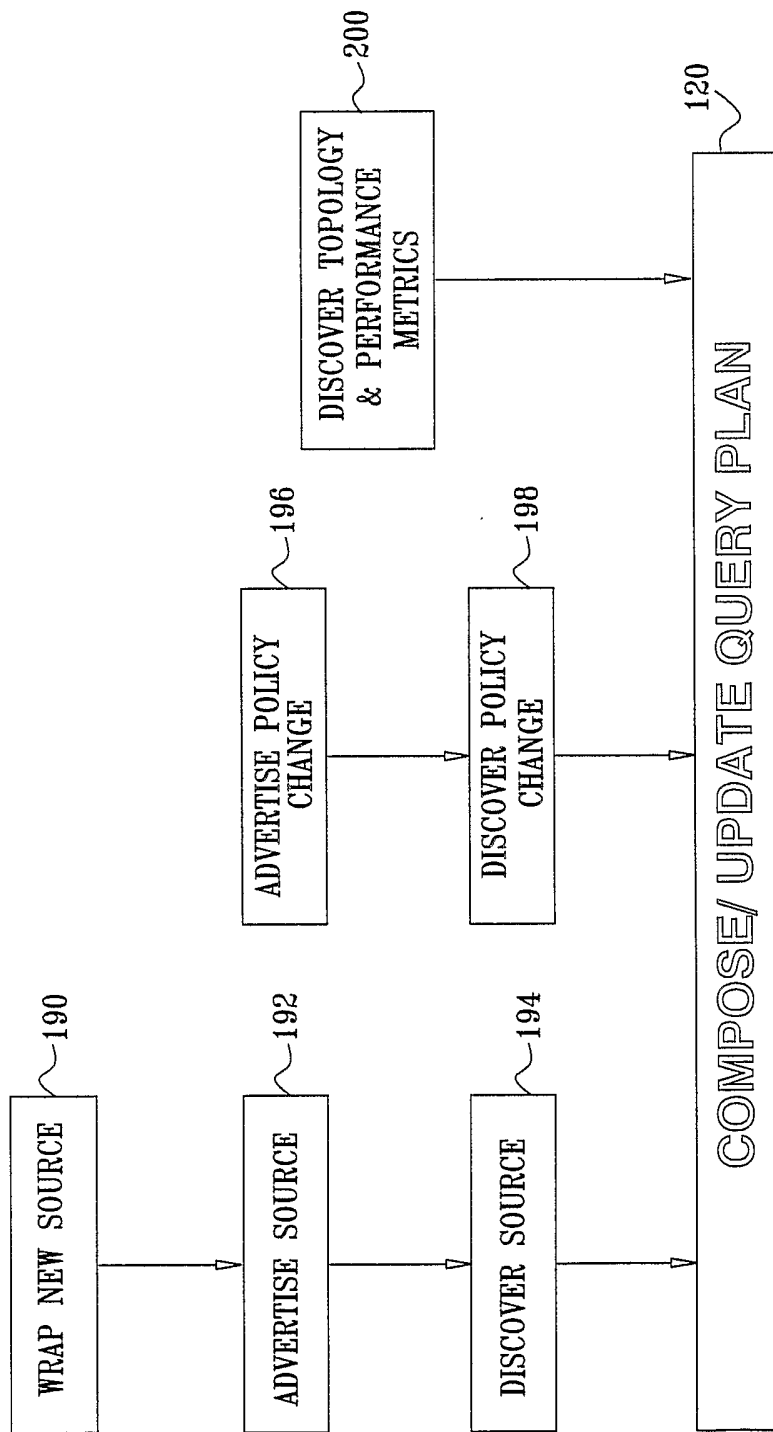 WRAP NEW SOURCE
190
ADVERTISE SOURCE
192
DISCOVER SOURCE
194
ADVERTISE POLICY
CHANGE
196
DISCOVER POLICY
CHANGE
198
DISCOVER TOPOLOGY
& PERFORMANCE
METRICS
200
COMPOSE/ UPDATE QUERY PLAN
120